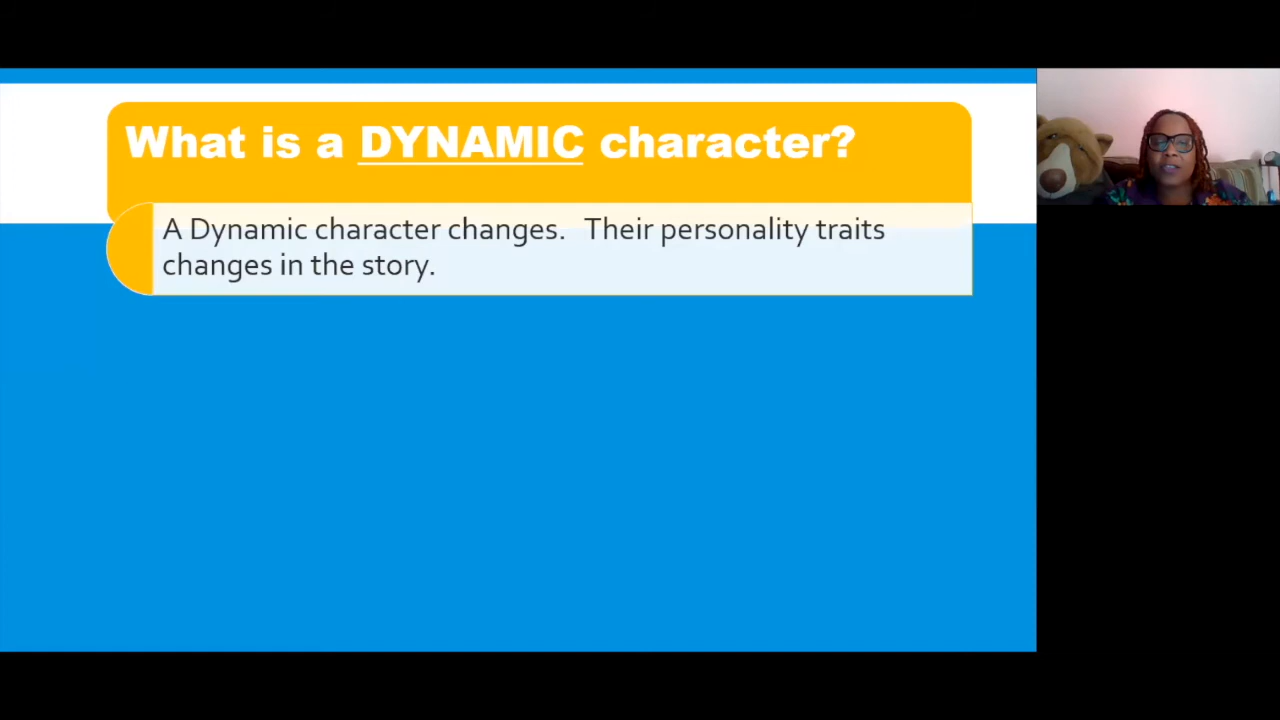 What is a DYNAMIC character?
A Dynamic character changes.   Their personality traits
changes in the story.